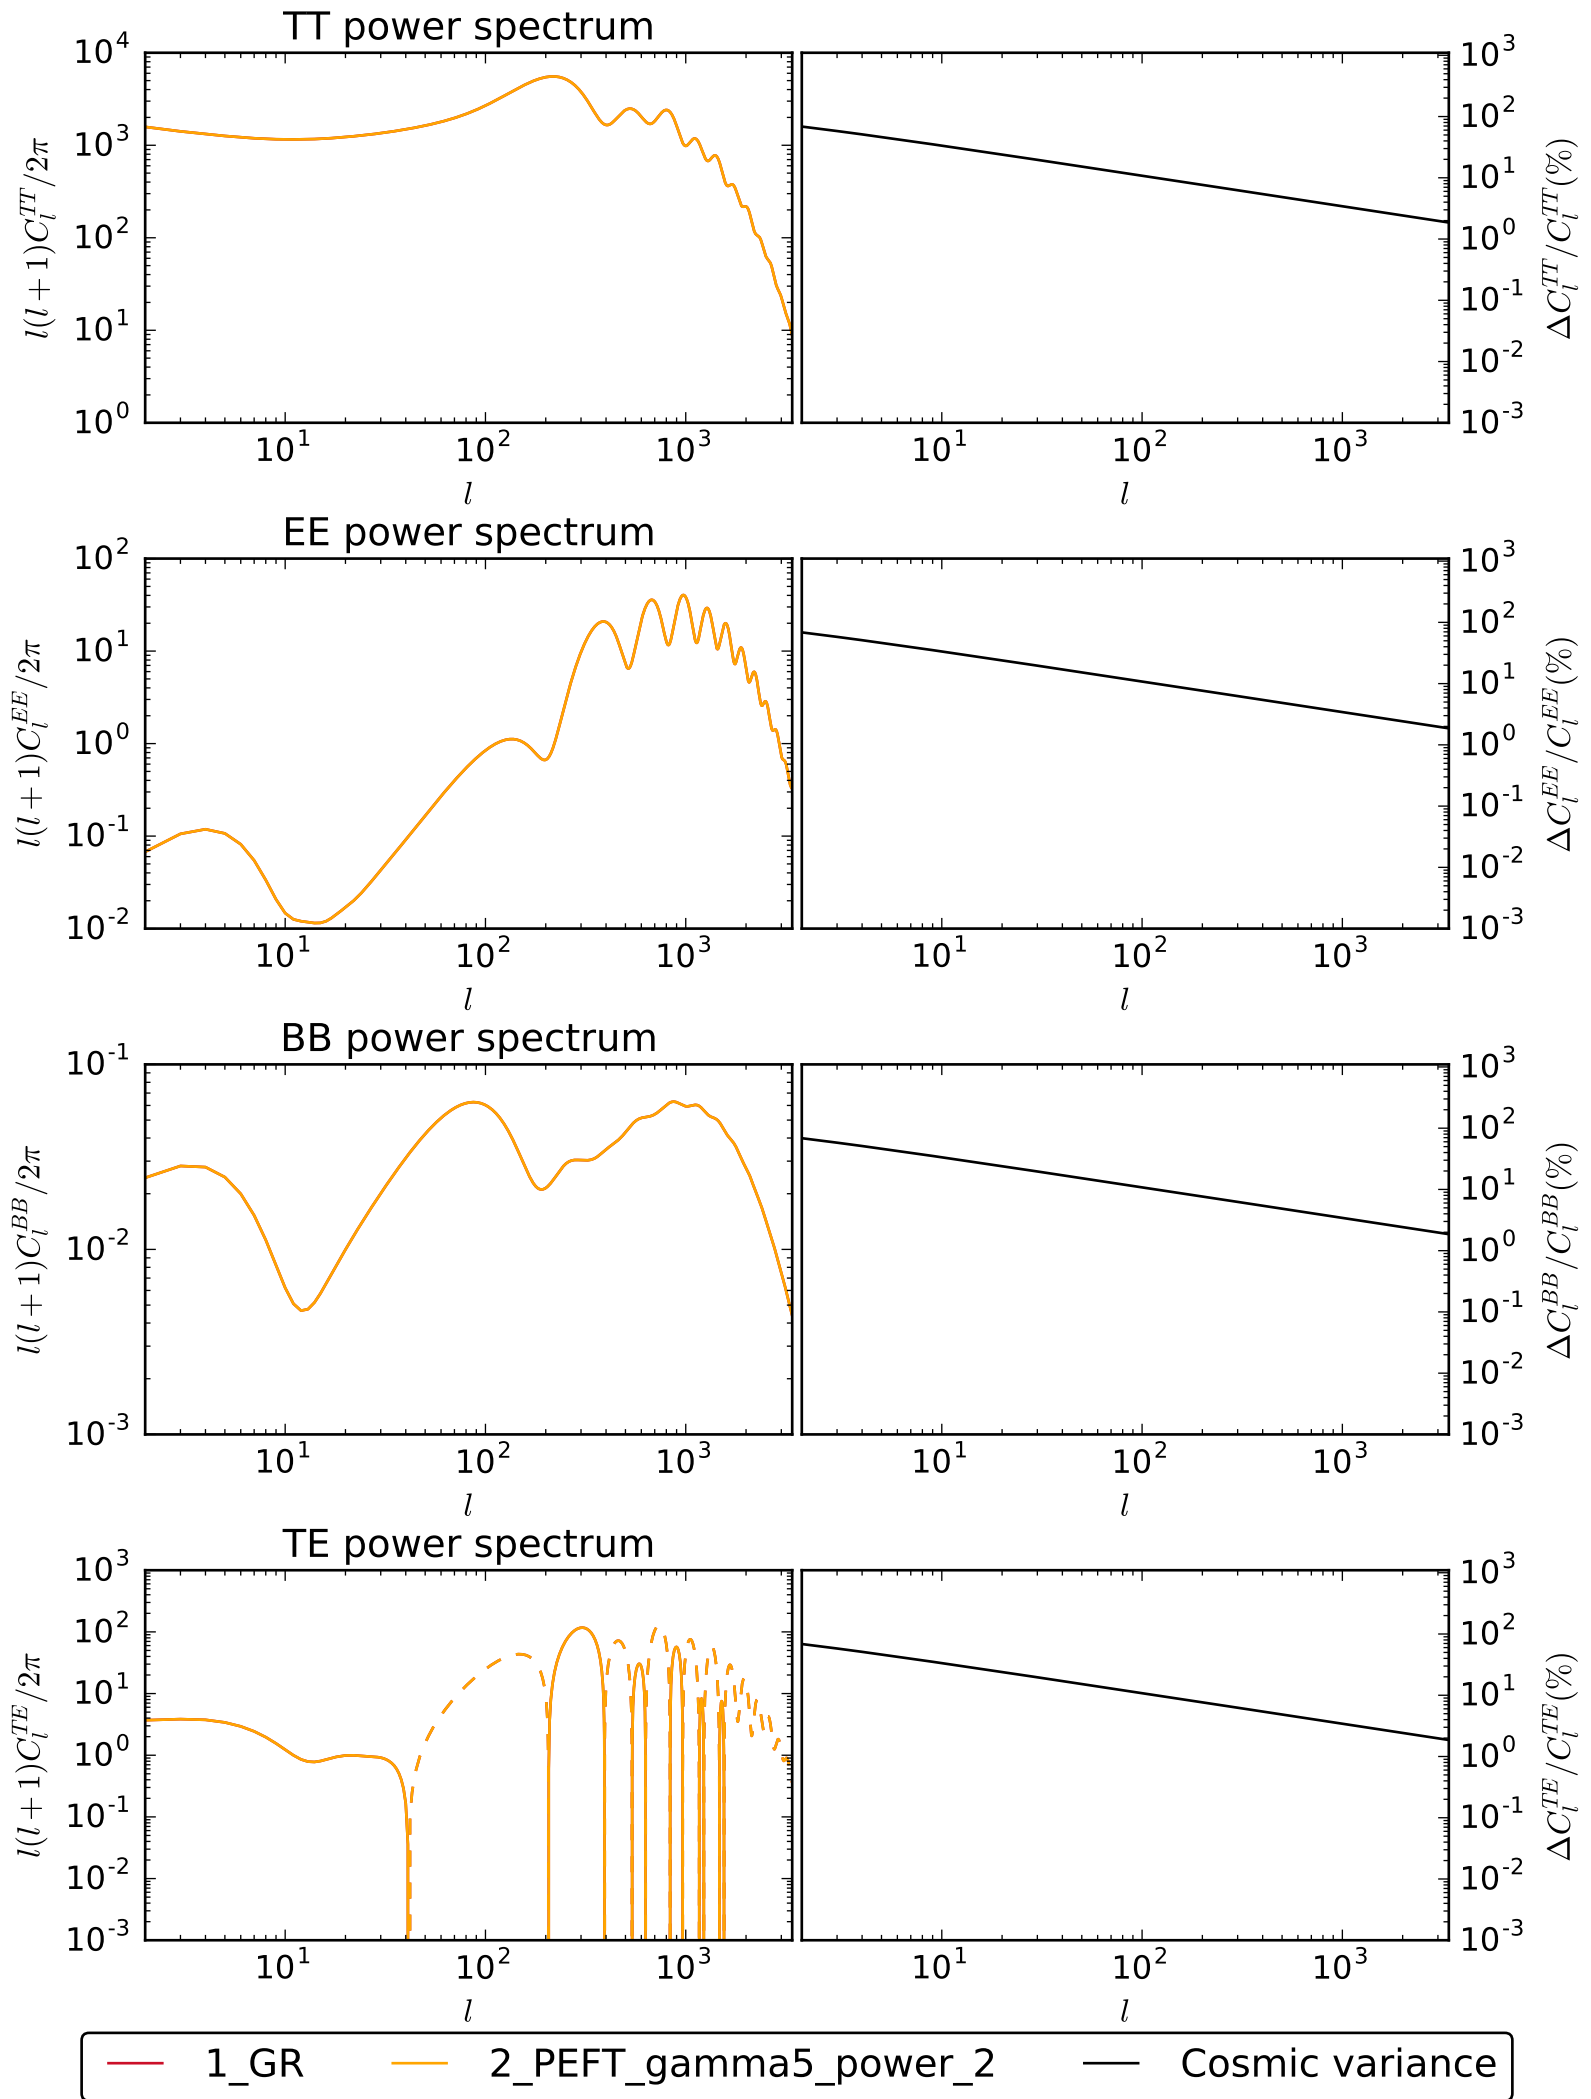 TT power spectrum
10^4
10^3
10^2
10^1
10^0
l(l+1)C_l^{TT}/2π
10^1 10^2 10^3
l
10^3
10^2
10^1
10^0
10^-1
10^-2
10^-3
ΔC_l^{TT}/C_l^{TT}(%)
10^1 10^2 10^3
l
EE power spectrum
10^2
10^1
10^0
10^-1
10^-2
l(l+1)C_l^{EE}/2π
10^1 10^2 10^3
l
10^3
10^2
10^1
10^0
10^-1
10^-2
10^-3
ΔC_l^{EE}/C_l^{EE}(%)
10^1 10^2 10^3
l
BB power spectrum
10^-1
10^-2
10^-3
l(l+1)C_l^{BB}/2π
10^1 10^2 10^3
l
10^3
10^2
10^1
10^0
10^-1
10^-2
10^-3
ΔC_l^{BB}/C_l^{BB}(%)
10^1 10^2 10^3
l
TE power spectrum
10^3
10^2
10^1
10^0
10^-1
10^-2
10^-3
l(l+1)C_l^{TE}/2π
10^1 10^2 10^3
l
10^3
10^2
10^1
10^0
10^-1
10^-2
10^-3
ΔC_l^{TE}/C_l^{TE}(%)
10^1 10^2 10^3
l
1_GR 2_PEFT_gamma5_power_2 Cosmic variance